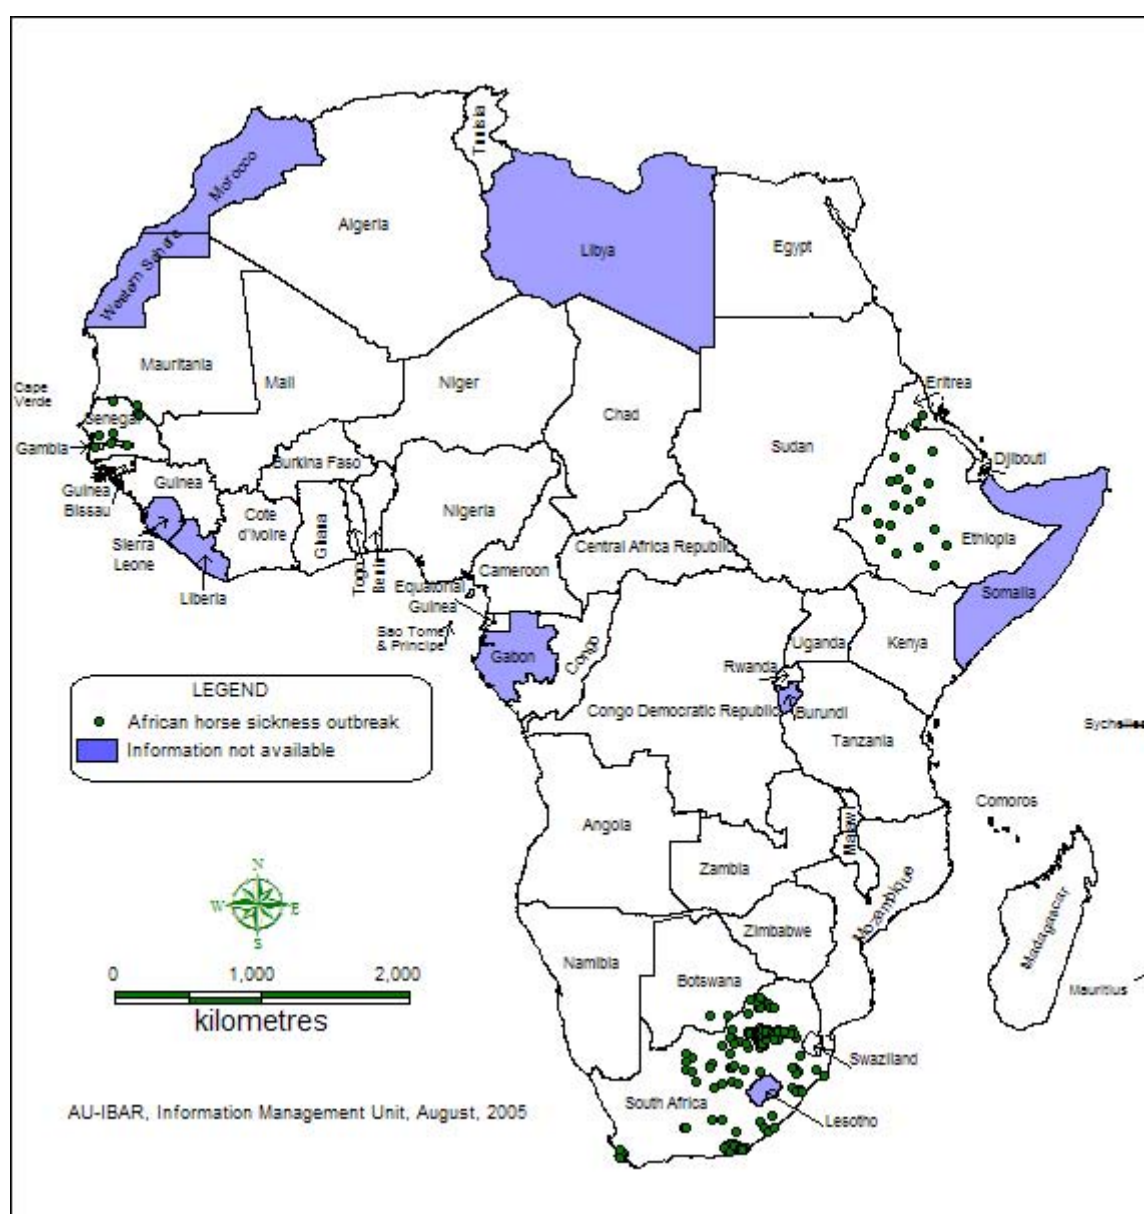 Tunisia
Morocco
Algeria
Libya
Egypt
Western Sahara
Mauritania
Mali
Niger
Chad
Sudan
Eritrea
Cape
Verde
Senegal
Gambia
Djibouti
Burkina Faso
Guinea
Guinea
Bissau
Nigeria
Cote
d'Ivoire
Ghana
Togo
Benin
Ethiopia
Central Africa Republic
Sierra
Leone
Cameroon
Liberia
Equatorial
Guinea
Somalia
Sao Tome
& Principe
Gabon
Congo
Uganda
Kenya
Rwanda
LEGEND
African horse sickness outbreak
Information not available
Congo Democratic Republic
Burundi
Tanzania
Sychelles
Comoros
Angola
Malawi
Zambia
Mozambique
Madagascar
N
W
E
S
Zimbabwe
Namibia
Botswana
Mauritius
0
1,000
2,000
kilometres
Swaziland
South Africa
Lesotho
AU-IBAR, Information Management Unit, August, 2005